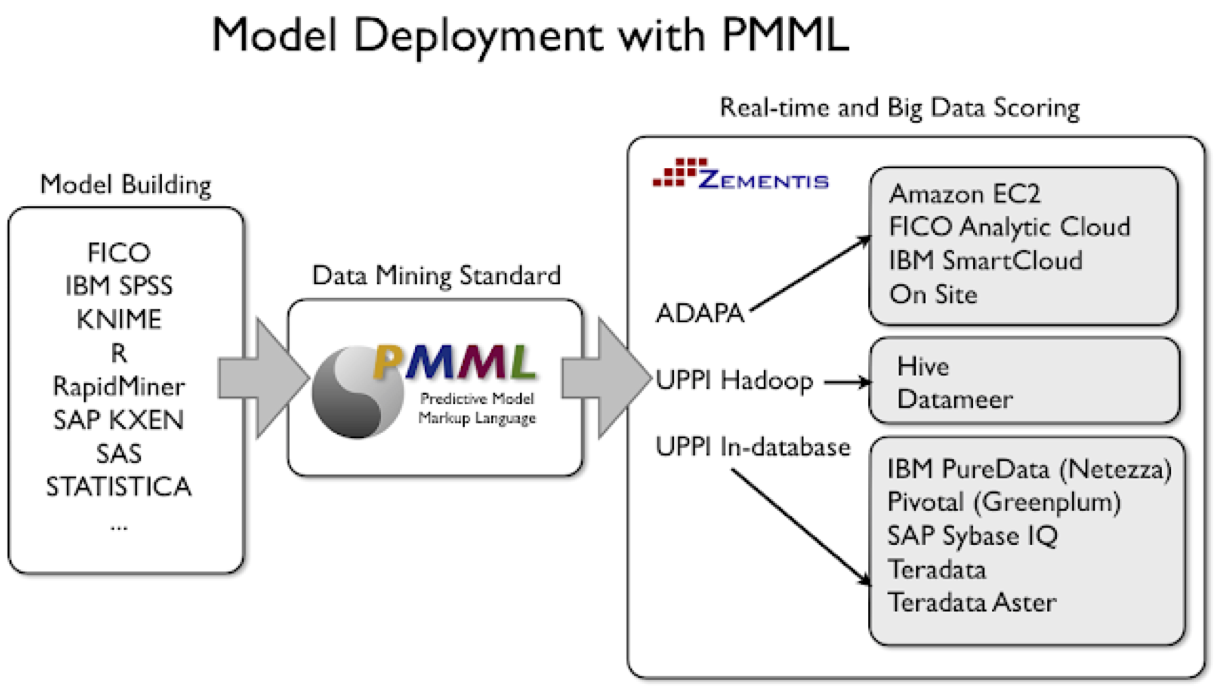 Model Deployment with PMML
Real-time and Big Data Scoring
Model Building
FICO
IBM SPSS
KNIME
R
RapidMiner
SAP KXEN
SAS
STATISTICA
...
Data Mining Standard
PMML
Predictive Model
Markup Language
ZEMENTIS
ADAPA
Amazon EC2
FICO Analytic Cloud
IBM SmartCloud
On Site
UPPI Hadoop
Hive
Datameer
UPPI In-database
IBM PureData (Netezza)
Pivotal (Greenplum)
SAP Sybase IQ
Teradata
Teradata Aster